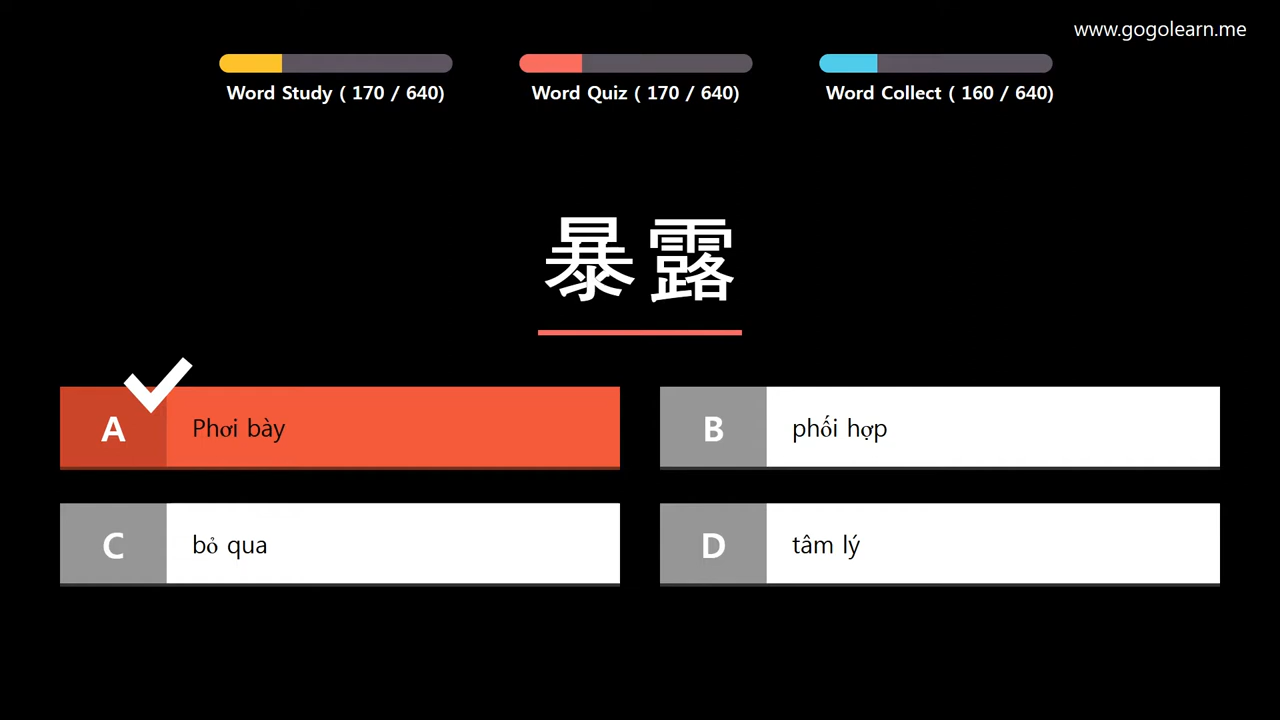 www.gogolearn.me
Word Study ( 170 / 640)
Word Quiz ( 170 / 640)
Word Collect ( 160 / 640)
暴露
A Phơi bày
B phối hợp
C bỏ qua
D tâm lý